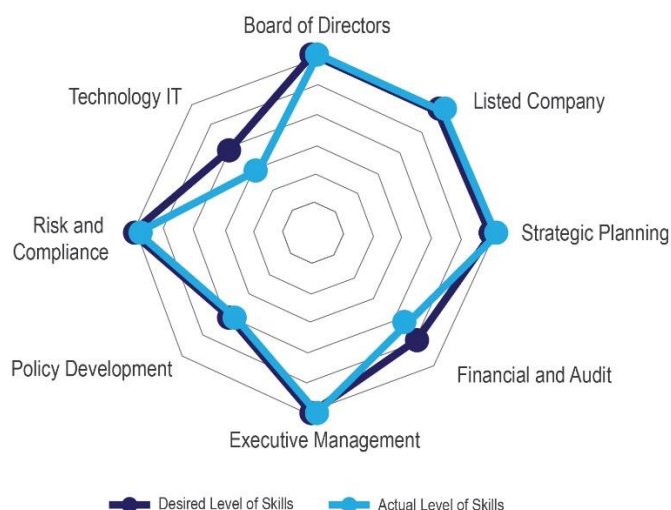 Board of Directors
Technology IT
Listed Company
Risk and
Compliance
Strategic Planning
Policy Development
Financial and Audit
Executive Management
Desired Level of Skills
Actual Level of Skills